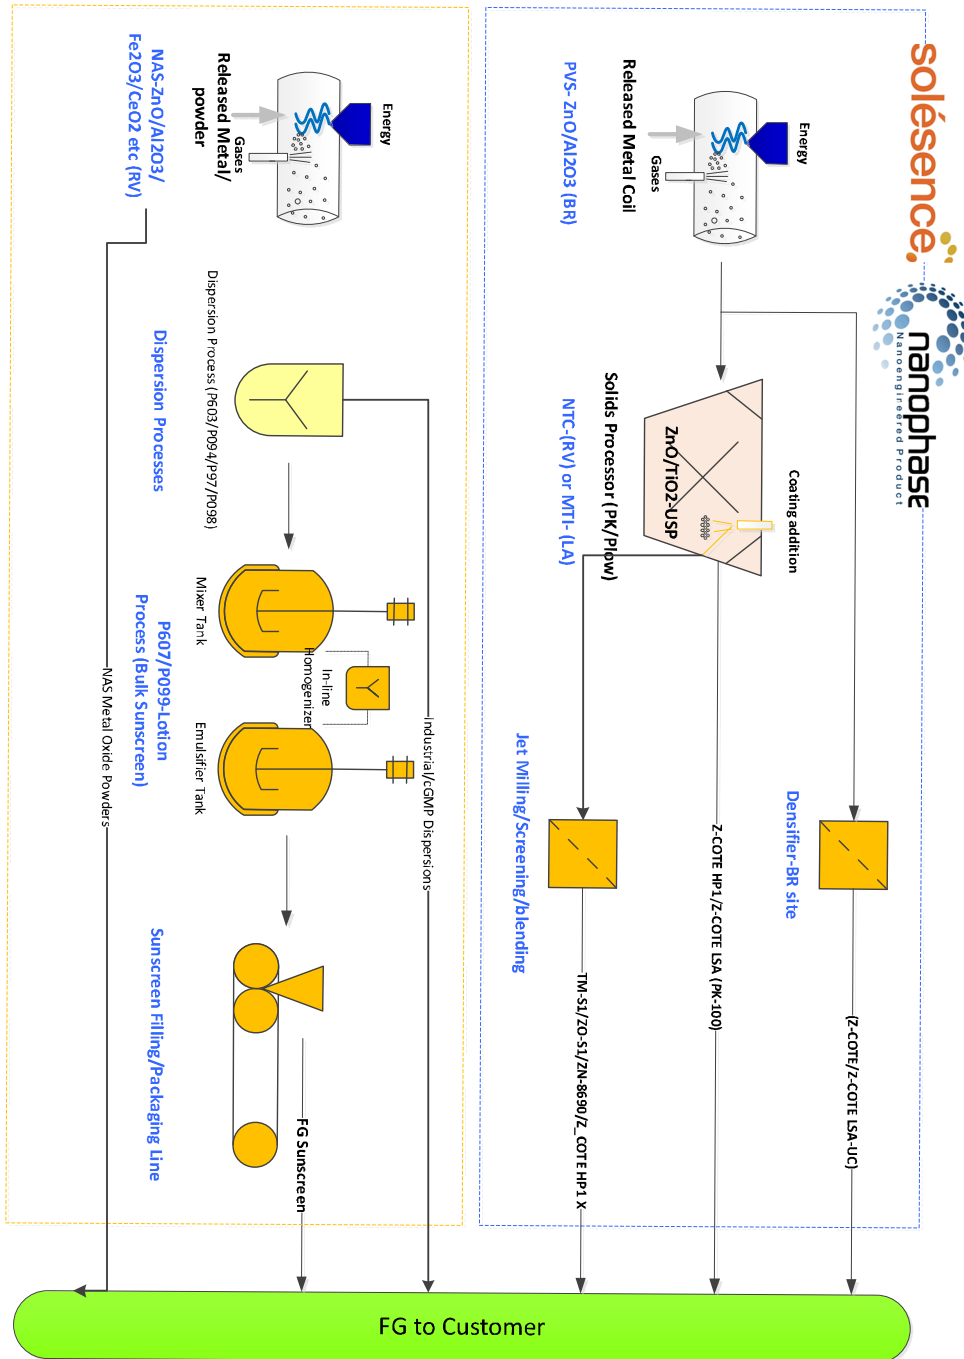 solésence
nanophase
Nanoengineered Product
Energy
Gases
Released Metal Coil
PVS- ZnO/Al2O3 (BR)
Coating addition
ZnO/TiO2-USP
Solids Processor (PK/Plow)
NTC-(RV) or MTI- (LA)
Densifier-BR site
(Z-COTE/Z-COTE LSA-UC)
Z-COTE HP1/Z-COTE LSA (PK-100)
Jet Milling/Screening/blending
TM-S1/ZO-S1/ZN-8690/Z_COTE HP1 X
Energy
Gases
Released Metal/
powder
NAS-ZnO/Al2O3/
Fe2O3/CeO2 etc (RV)
Dispersion Process (P603/P094/P97/P098)
Dispersion Processes
Mixer Tank
In-line
Homogenizer
Emulsifier Tank
P607/P099-Lotion
Process (Bulk Sunscreen)
Industrial/cGMP Dispersions
Sunscreen Filling/Packaging Line
FG Sunscreen
NAS Metal Oxide Powders
FG to Customer